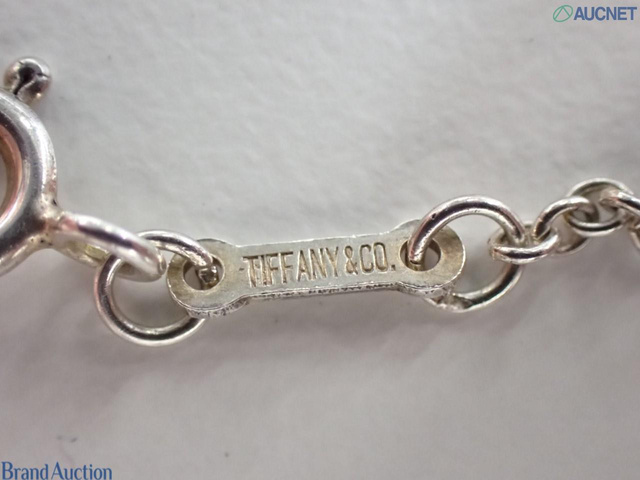 AUCNET
TIFFANY & CO.
Brand Auction